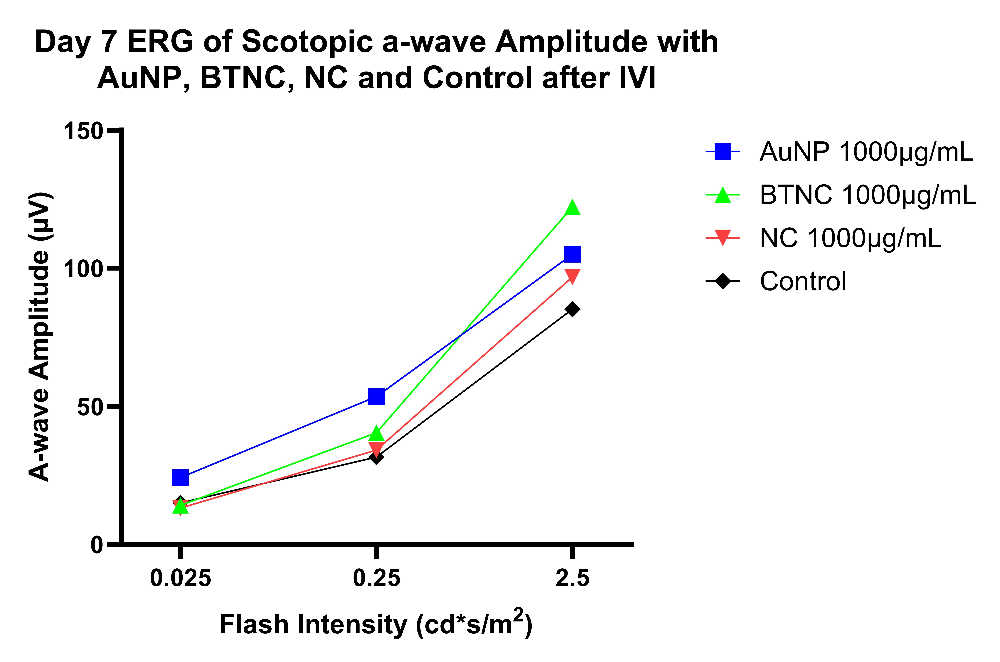 Day 7 ERG of Scotopic a-wave Amplitude with
AuNP, BTNC, NC and Control after IVI
150
100
50
0
A-wave Amplitude (µV)
0.025
0.25
2.5
Flash Intensity (cd*s/m²)
AuNP 1000µg/mL
BTNC 1000µg/mL
NC 1000µg/mL
Control